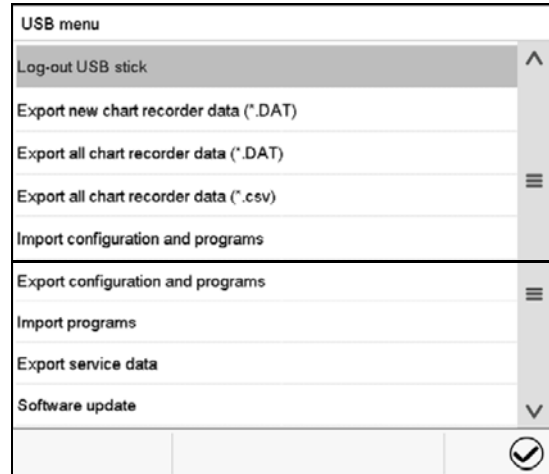 USB menu
Log-out USB stick
Export new chart recorder data (*.DAT)
Export all chart recorder data (*.DAT)
Export all chart recorder data (*.csv)
Import configuration and programs
Export configuration and programs
Import programs
Export service data
Software update